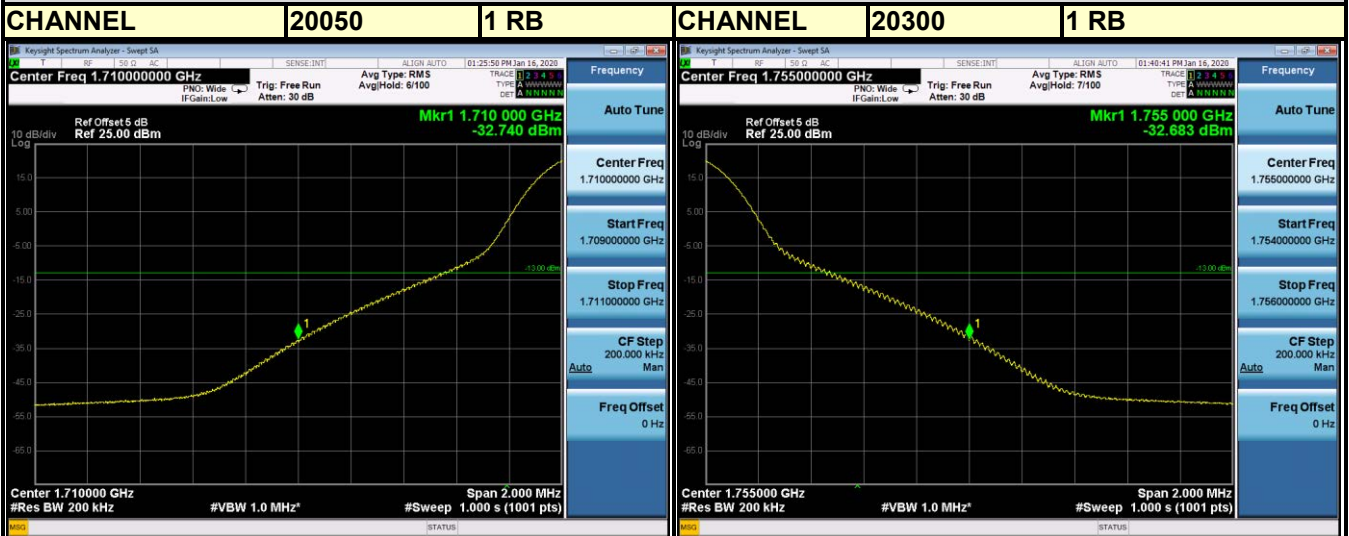 CHANNEL 20050 1 RB CHANNEL 20300 1 RB
Keysight Spectrum Analyzer - Swept SA
T RF 50 Ω AC SENSE:INT ALIGN AUTO 01:25:50 PM Jan 16, 2020
Center Freq 1.710000000 GHz
PNO: Wide Trig: Free Run
IFGain:Low Atten: 30 dB
Avg Type: RMS
Avg|Hold: 6/100
TRACE 1 2 3 4 5 6
TYPE A WWWWW
DET A N N N N N
Ref Offset 5 dB
10 dB/div Ref 25.00 dBm
Log
Mkr1 1.710 000 GHz
-32.740 dBm
15.0
5.00
-5.00
-13.00 dBm
-15.0
-25.0
1
-35.0
-45.0
-55.0
-65.0
Center 1.710000 GHz Span 2.000 MHz
#Res BW 200 kHz #VBW 1.0 MHz* #Sweep 1.000 s (1001 pts)
MSG STATUS
Frequency
Auto Tune
Center Freq
1.710000000 GHz
Start Freq
1.709000000 GHz
Stop Freq
1.711000000 GHz
CF Step
200.000 kHz
Auto Man
Freq Offset
0 Hz
Keysight Spectrum Analyzer - Swept SA
T RF 50 Ω AC SENSE:INT ALIGN AUTO 01:40:41 PM Jan 16, 2020
Center Freq 1.755000000 GHz
PNO: Wide Trig: Free Run
IFGain:Low Atten: 30 dB
Avg Type: RMS
Avg|Hold: 7/100
TRACE 1 2 3 4 5 6
TYPE A WWWWW
DET A N N N N N
Ref Offset 5 dB
10 dB/div Ref 25.00 dBm
Log
Mkr1 1.755 000 GHz
-32.683 dBm
15.0
5.00
-5.00
-13.00 dBm
-15.0
-25.0
1
-35.0
-45.0
-55.0
-65.0
Center 1.755000 GHz Span 2.000 MHz
#Res BW 200 kHz #VBW 1.0 MHz* #Sweep 1.000 s (1001 pts)
MSG STATUS
Frequency
Auto Tune
Center Freq
1.755000000 GHz
Start Freq
1.754000000 GHz
Stop Freq
1.756000000 GHz
CF Step
200.000 kHz
Auto Man
Freq Offset
0 Hz